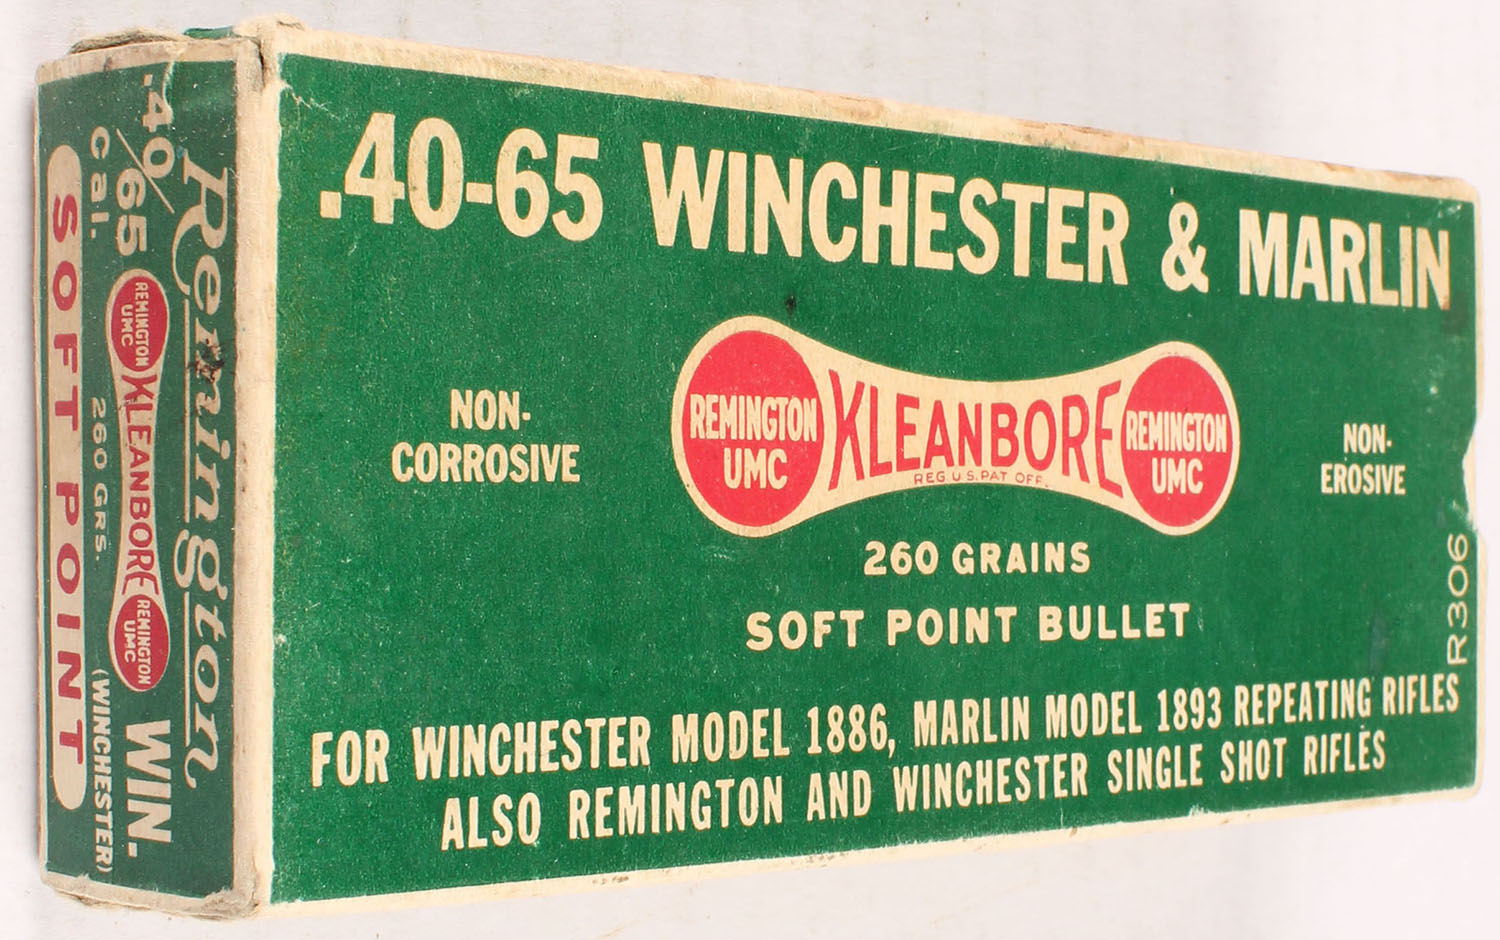 .40-65 WINCHESTER & MARLIN
NON-
CORROSIVE
REMINGTON
UMC
KLEANBORE
REG U S. PAT OFF.
REMINGTON
UMC
NON-
EROSIVE
260 GRAINS
SOFT POINT BULLET
R306
FOR WINCHESTER MODEL 1886, MARLIN MODEL 1893 REPEATING RIFLES
ALSO REMINGTON AND WINCHESTER SINGLE SHOT RIFLES
Remington
.40/65
REMINGTON
UMC
KLEANBORE
REMINGTON
UMC
WIN.
Cal.
260 GRS.
(WINCHESTER)
SOFT POINT